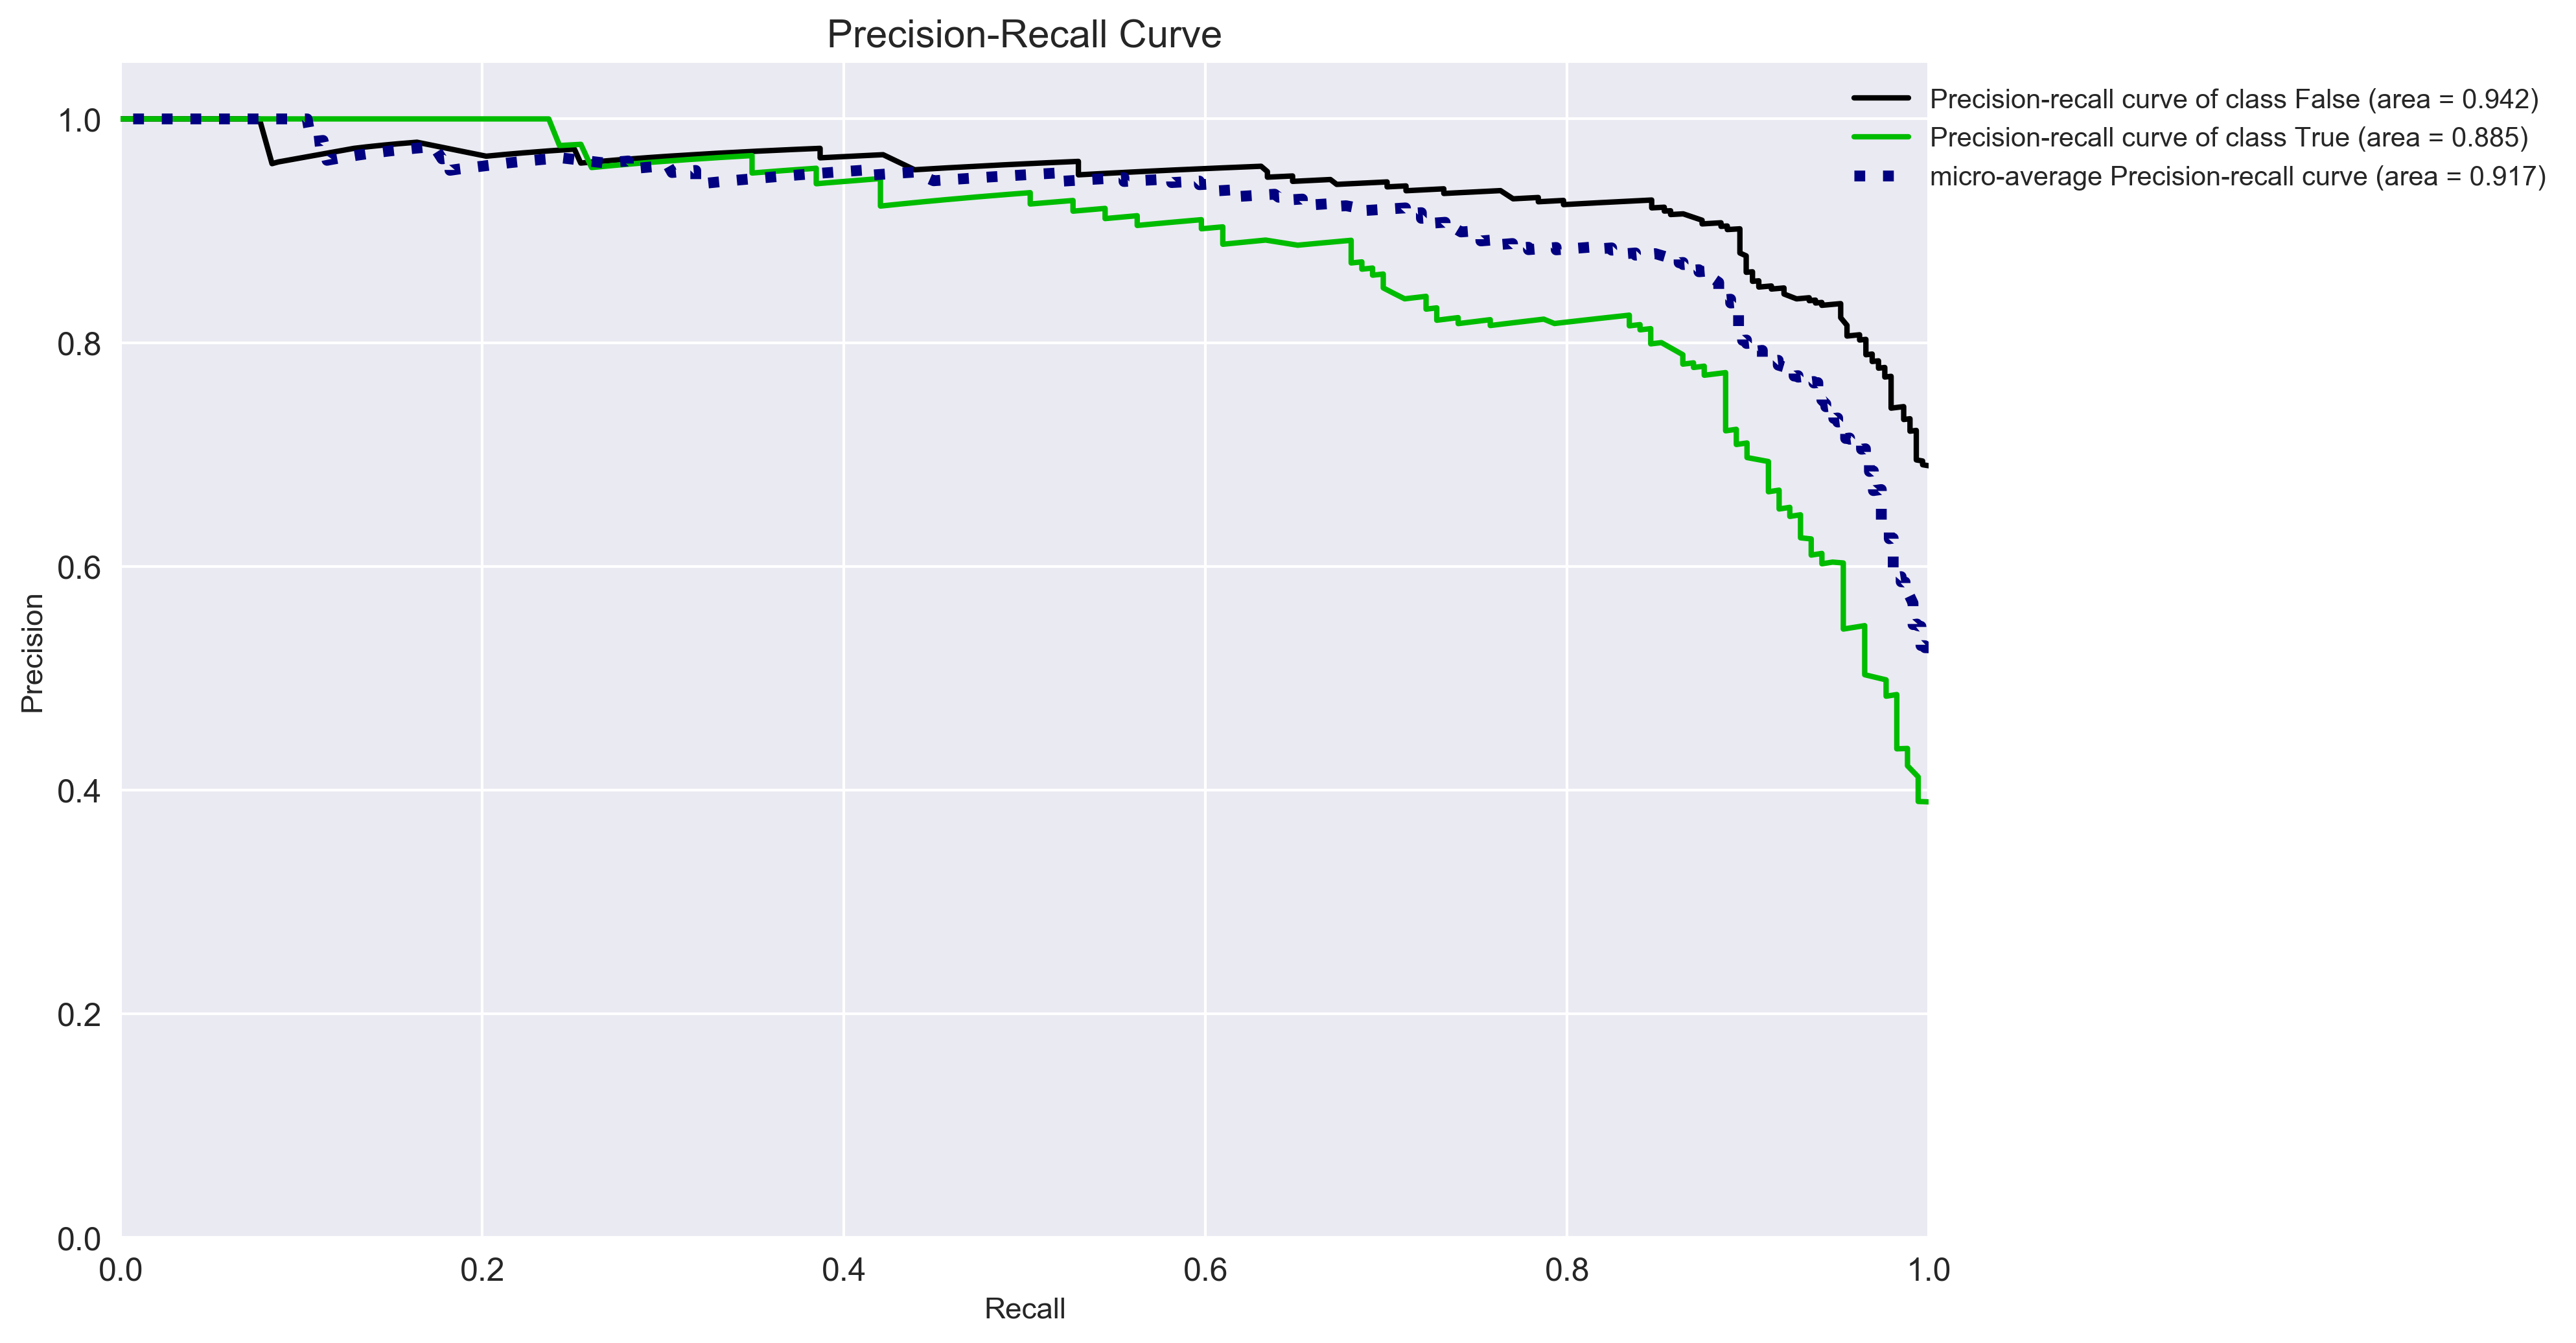 Precision-Recall Curve
Precision-recall curve of class False (area = 0.942)
Precision-recall curve of class True (area = 0.885)
micro-average Precision-recall curve (area = 0.917)
1.0
0.8
0.6
0.4
0.2
0.0
Precision
0.0 0.2 0.4 0.6 0.8 1.0
Recall